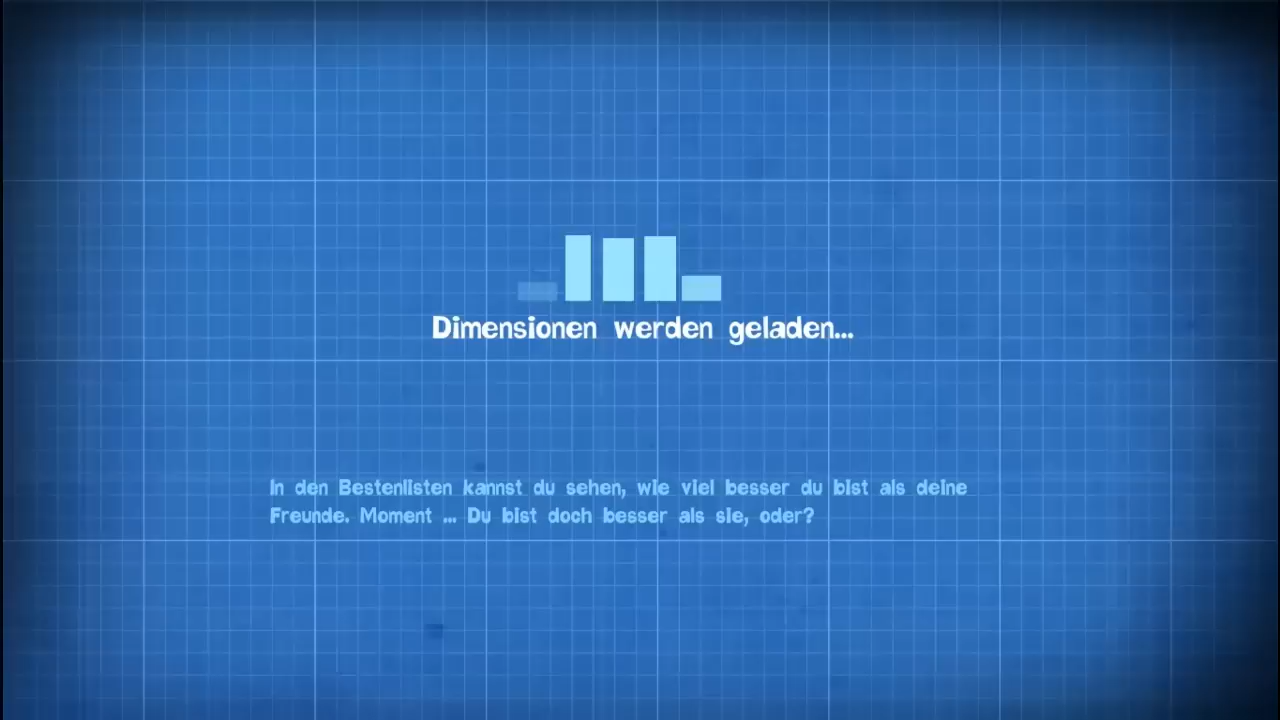 Dimensionen werden geladen...
In den Bestenlisten kannst du sehen, wie viel besser du bist als deine
Freunde. Moment ... Du bist doch besser als sie, oder?